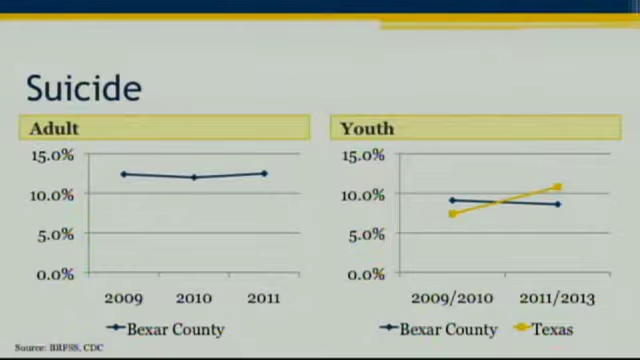 Suicide
Adult
15.0%
10.0%
5.0%
0.0%
2009 2010 2011
Bexar County
Youth
15.0%
10.0%
5.0%
0.0%
2009/2010 2011/2013
Bexar County Texas
Source: BRFSS, CDC